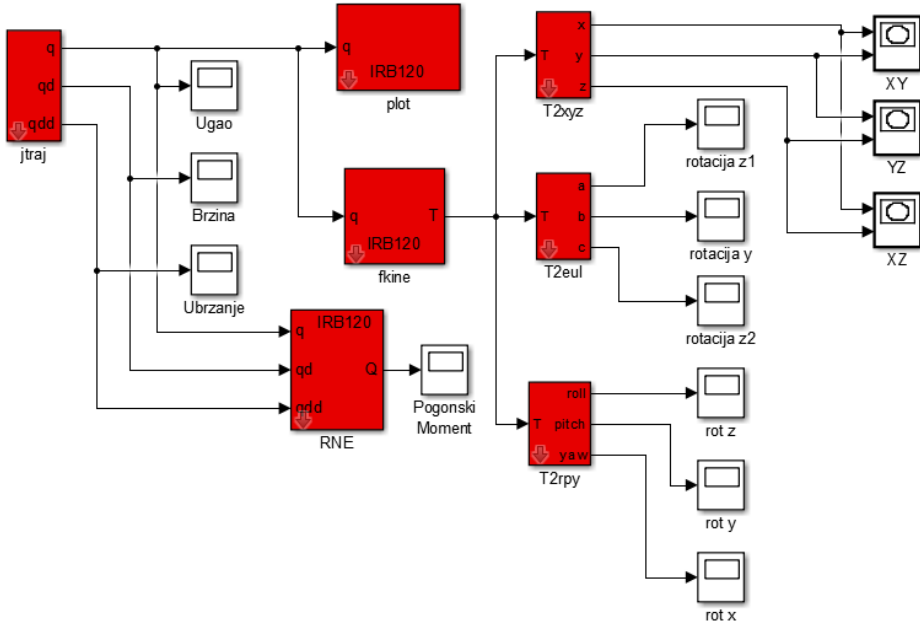 q
qd
qdd
jtraj
Ugao
Brzina
Ubrzanje
q
IRB120
plot
q
T
IRB120
fkine
IRB120
q
qd
qdd
Q
RNE
Pogonski
Moment
T
x
y
z
T2xyz
T
a
b
c
T2eul
T
roll
pitch
yaw
T2rpy
rotacija z1
rotacija y
rotacija z2
rot z
rot y
rot x
XY
YZ
XZ